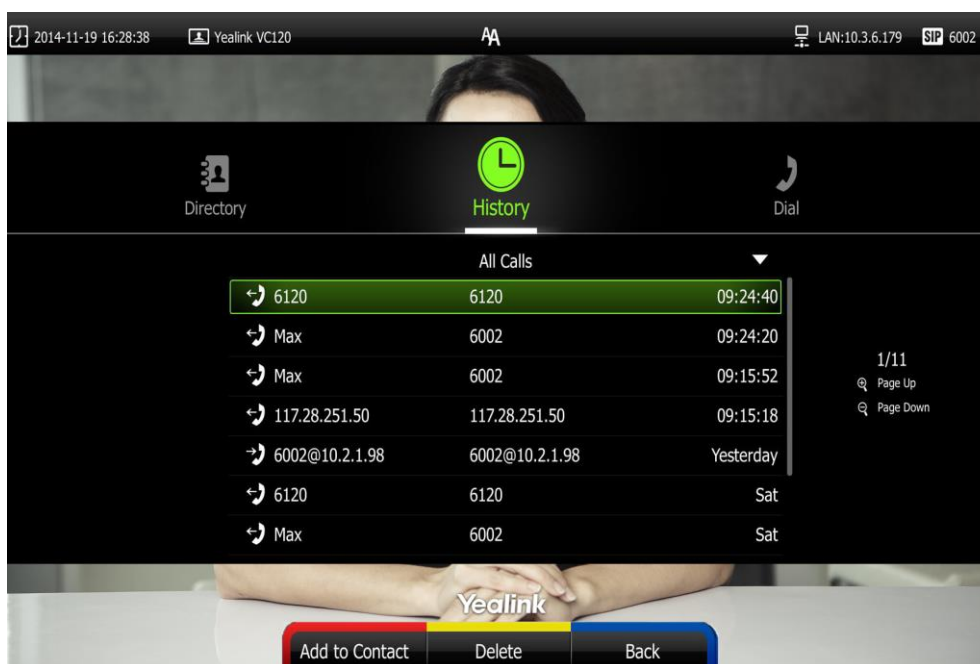 2014-11-19 16:28:38 Yealink VC120 AA LAN:10.3.6.179 SIP 6002
Directory History Dial
All Calls
6120 6120 09:24:40
Max 6002 09:24:20
Max 6002 09:15:52
117.28.251.50 117.28.251.50 09:15:18
6002@10.2.1.98 6002@10.2.1.98 Yesterday
6120 6120 Sat
Max 6002 Sat
1/11
Page Up
Page Down
Yealink
Add to Contact Delete Back